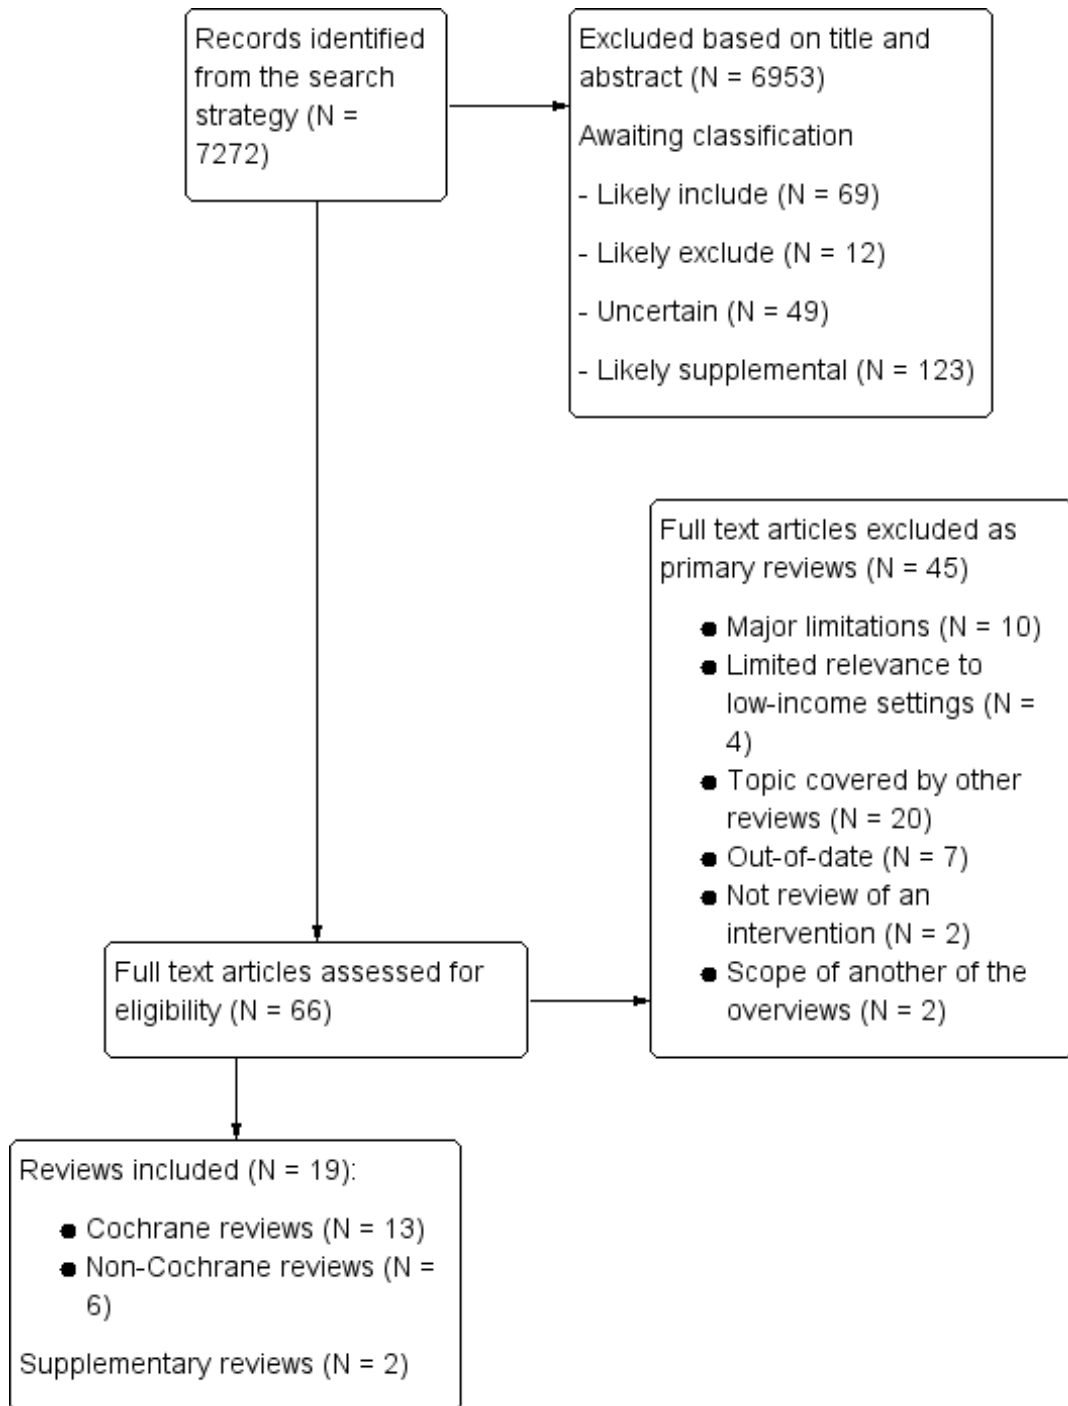 Records identified
from the search
strategy (N =
7272)
Excluded based on title and
abstract (N = 6953)
Awaiting classification
- Likely include (N = 69)
- Likely exclude (N = 12)
- Uncertain (N = 49)
- Likely supplemental (N = 123)
Full text articles excluded as
primary reviews (N = 45)
● Major limitations (N = 10)
● Limited relevance to
low-income settings (N =
4)
● Topic covered by other
reviews (N = 20)
● Out-of-date (N = 7)
● Not review of an
intervention (N = 2)
● Scope of another of the
overviews (N = 2)
Full text articles assessed for
eligibility (N = 66)
Reviews included (N = 19):
● Cochrane reviews (N = 13)
● Non-Cochrane reviews (N =
6)
Supplementary reviews (N = 2)